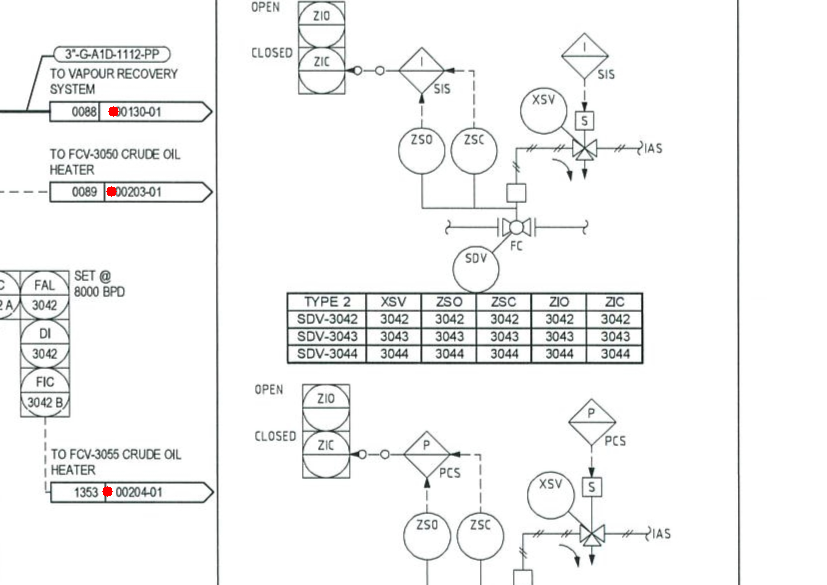 3"-G-A1D-1112-PP
TO VAPOUR RECOVERY
SYSTEM
0088 00130-01
TO FCV-3050 CRUDE OIL
HEATER
0089 00203-01
C
2 A
FAL
3042
SET @
8000 BPD
DI
3042
FIC
3042 B
TO FCV-3055 CRUDE OIL
HEATER
1353 00204-01
OPEN
ZIO
CLOSED
ZIC
I
SIS
I
SIS
XSV
S
IAS
ZSO
ZSC
FC
SDV
TYPE 2 XSV ZSO ZSC ZIO ZIC
SDV-3042 3042 3042 3042 3042 3042
SDV-3043 3043 3043 3043 3043 3043
SDV-3044 3044 3044 3044 3044 3044
OPEN
ZIO
CLOSED
ZIC
P
PCS
P
PCS
XSV
S
IAS
ZSO
ZSC